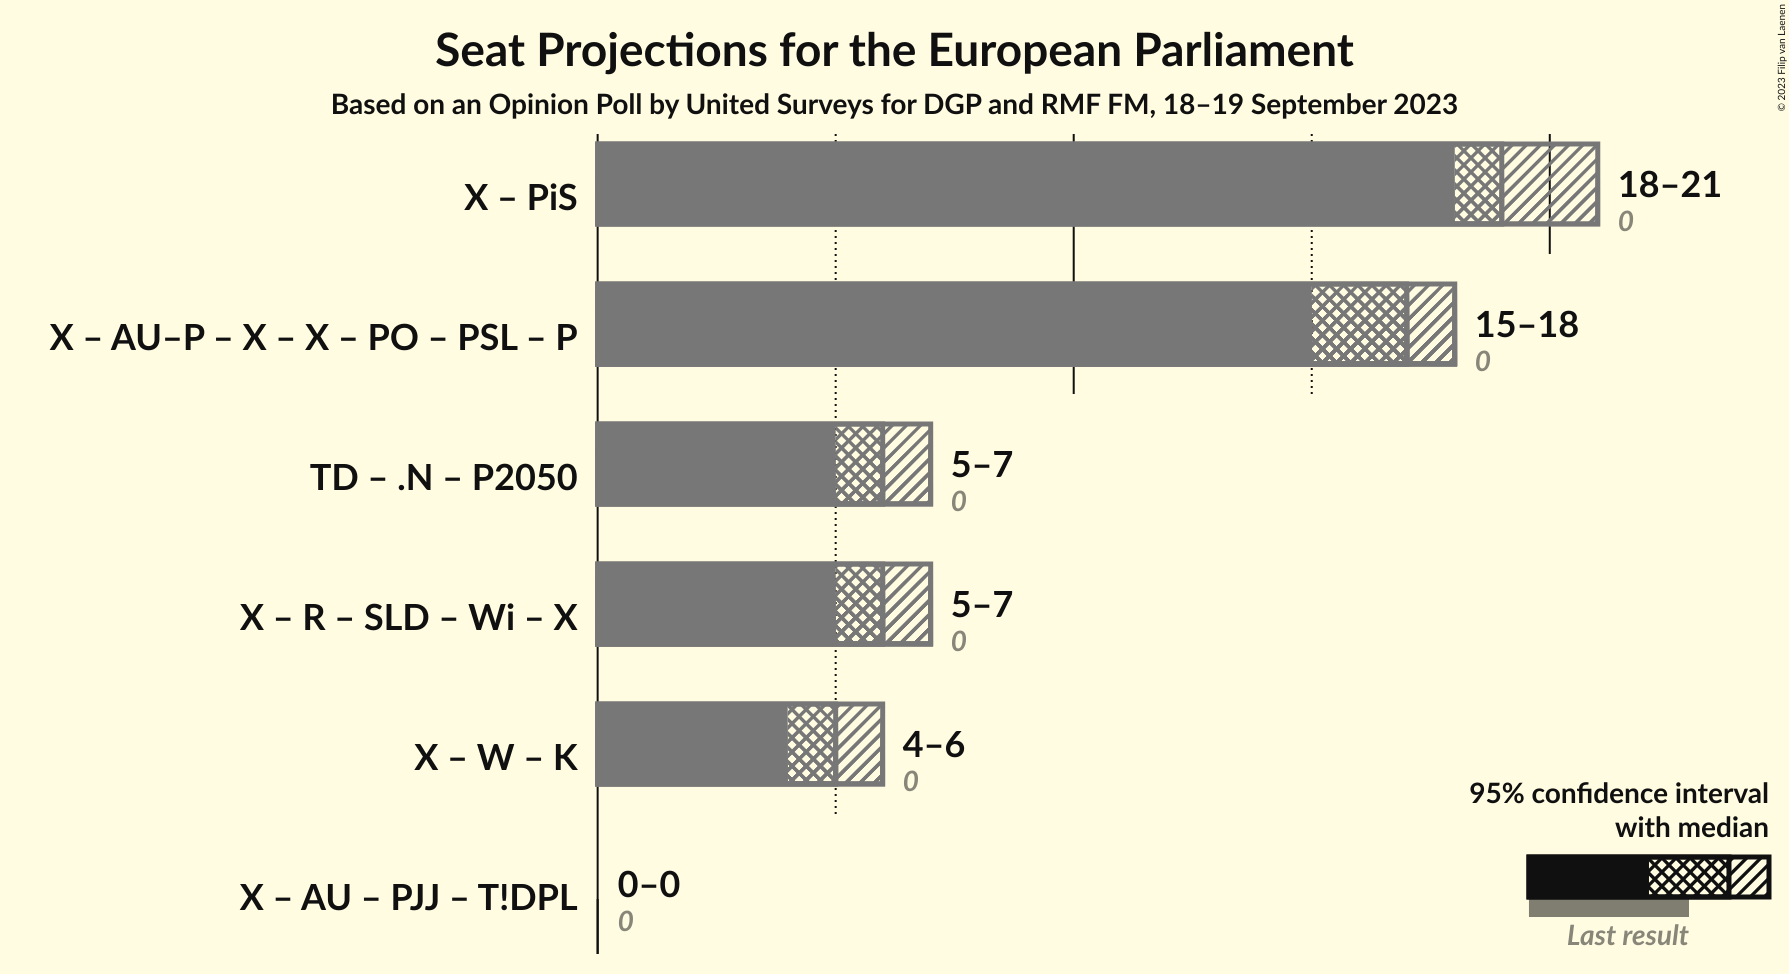 Seat Projections for the European Parliament
Based on an Opinion Poll by United Surveys for DGP and RMF FM, 18–19 September 2023
© 2023 Filip van Laenen
X – PiS
18–21
0
X – AU–P – X – X – PO – PSL – P
15–18
0
TD – .N – P2050
5–7
0
X – R – SLD – Wi – X
5–7
0
X – W – K
4–6
0
X – AU – PJJ – T!DPL
0–0
0
95% confidence interval
with median
Last result